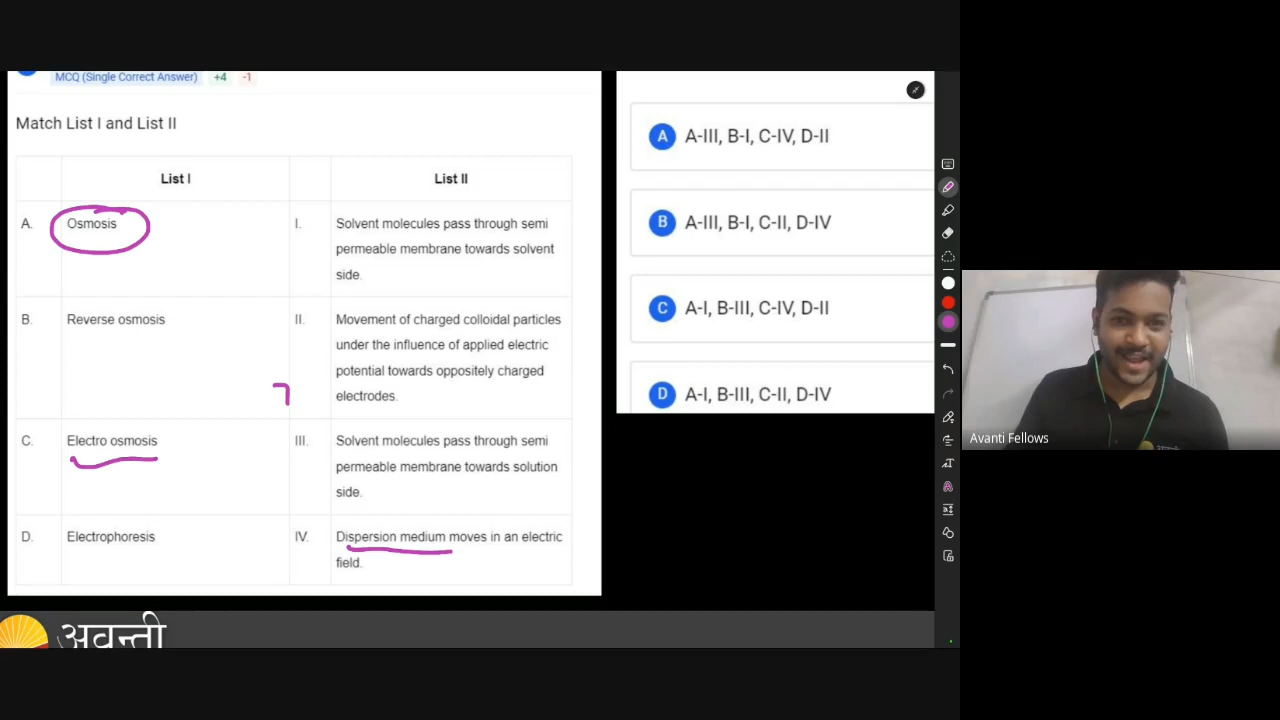 MCQ (Single Correct Answer) +4 -1
Match List I and List II
List I List II
A. Osmosis I. Solvent molecules pass through semi
permeable membrane towards solvent
side.
B. Reverse osmosis II. Movement of charged colloidal particles
under the influence of applied electric
potential towards oppositely charged
electrodes.
C. Electro osmosis III. Solvent molecules pass through semi
permeable membrane towards solution
side.
D. Electrophoresis IV. Dispersion medium moves in an electric
field.
A A-III, B-I, C-IV, D-II
B A-III, B-I, C-II, D-IV
C A-I, B-III, C-IV, D-II
D A-I, B-III, C-II, D-IV
Avanti Fellows
अवन्ती